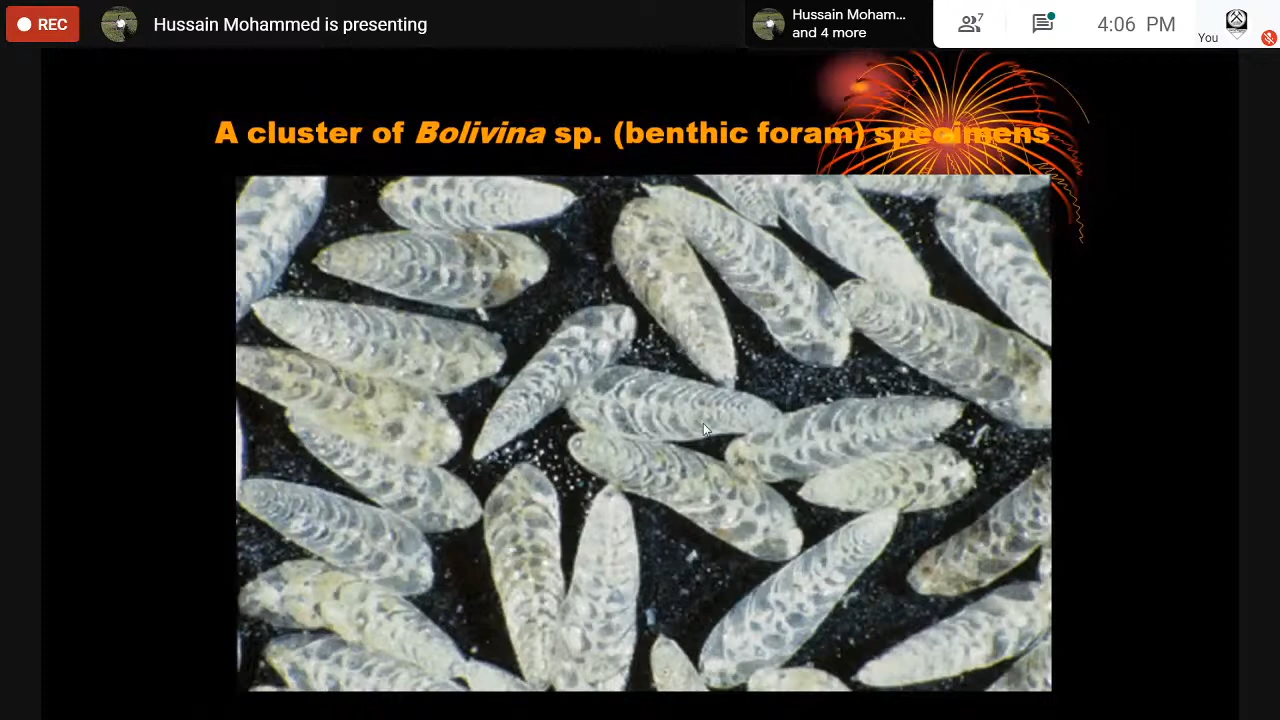 REC
Hussain Mohammed is presenting
Hussain Moham...
and 4 more
7
4:06 PM
You
A cluster of Bolivina sp. (benthic foram) specimens